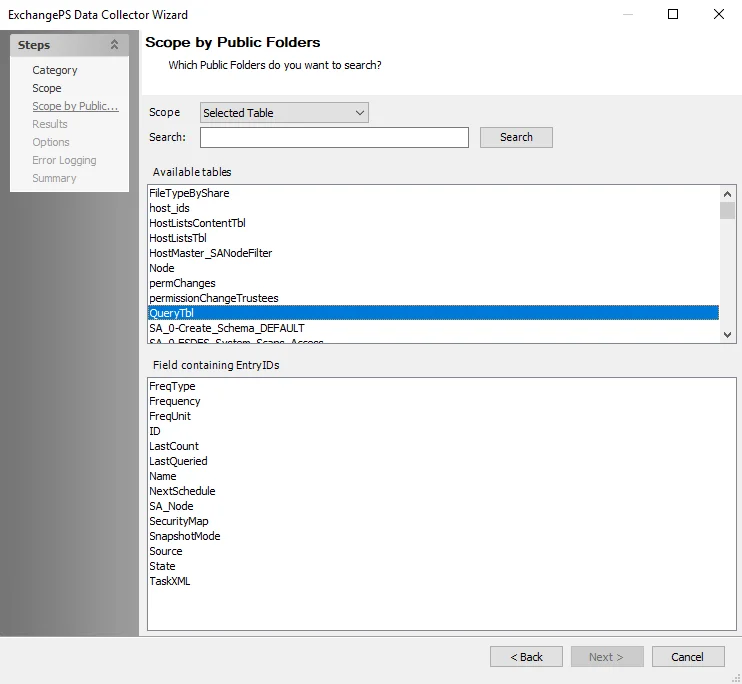 ExchangePS Data Collector Wizard
Steps
Category
Scope
Scope by Public...
Results
Options
Error Logging
Summary
Scope by Public Folders
Which Public Folders do you want to search?
Scope
Selected Table
Search:
Search
Available tables
FileTypeByShare
host_ids
HostListsContentTbl
HostListsTbl
HostMaster_SANodeFilter
Node
permChanges
permissionChangeTrustees
QueryTbl
SA_0-Create_Schema_DEFAULT
Field containing EntryIDs
FreqType
Frequency
FreqUnit
ID
LastCount
LastQueried
Name
NextSchedule
SA_Node
SecurityMap
SnapshotMode
Source
State
TaskXML
< Back
Next >
Cancel